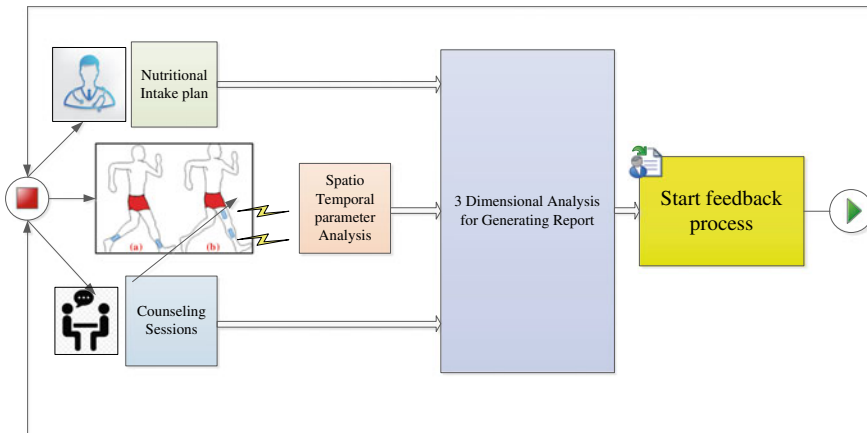 Nutritional
Intake plan
(a)
(b)
Spatio
Temporal
parameter
Analysis
Counseling
Sessions
3 Dimensional Analysis
for Generating Report
Start feedback
process